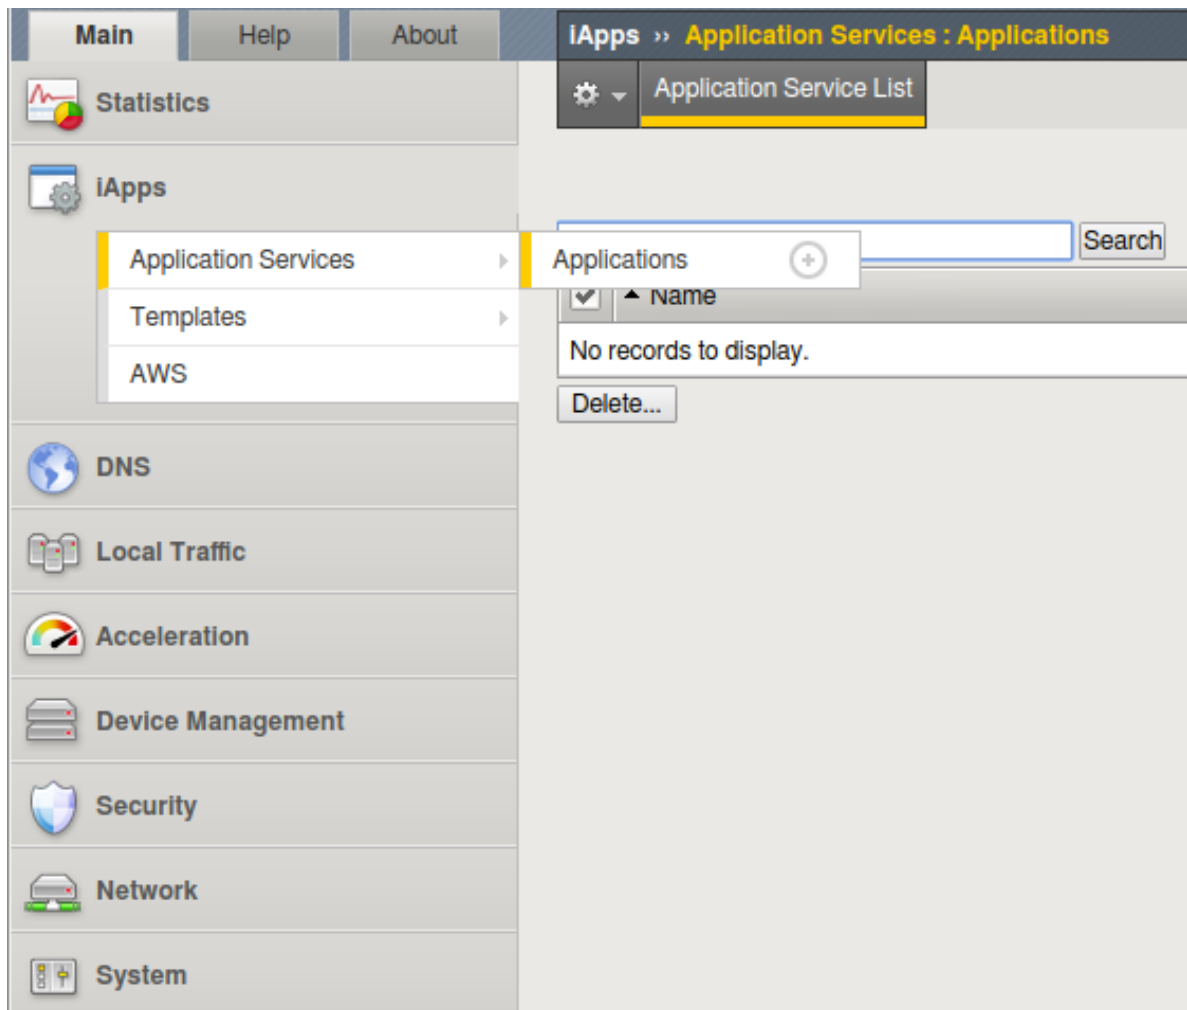 Main Help About
iApps ›› Application Services : Applications
Application Service List
Statistics
iApps
Application Services
Applications
Templates
AWS
Search
Name
No records to display.
Delete...
DNS
Local Traffic
Acceleration
Device Management
Security
Network
System